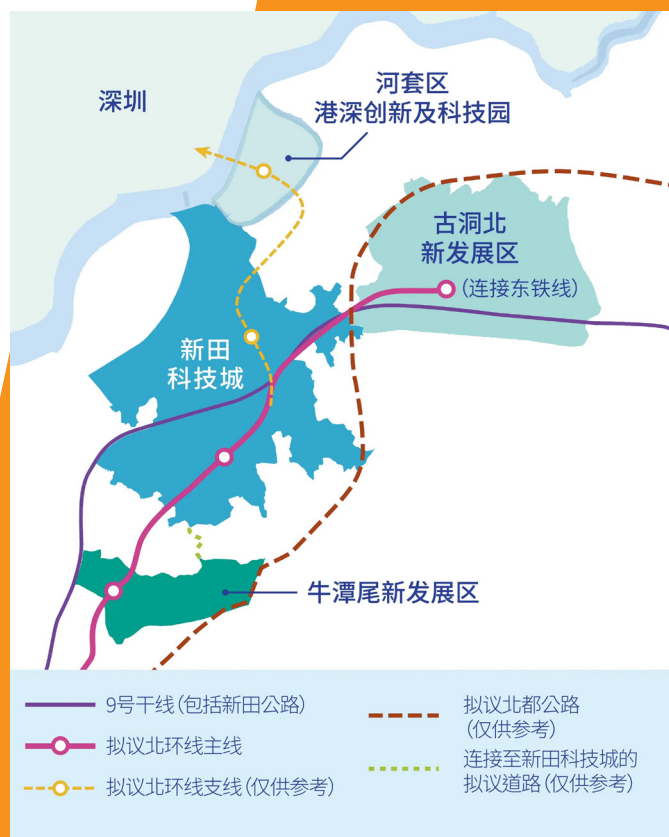 深圳
河套区
港深创新及科技园
古洞北
新发展区
(连接东铁线)
新田
科技城
牛潭尾新发展区
9号干线(包括新田公路)
拟议北环线主线
拟议北环线支线(仅供参考)
拟议北都公路
(仅供参考)
连接至新田科技城的
拟议道路(仅供参考)